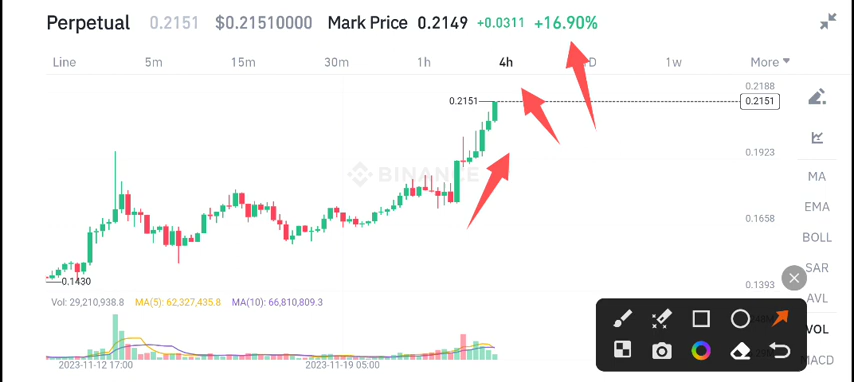 Perpetual 0.2151 $0.21510000 Mark Price 0.2149 +0.0311 +16.90%
Line 5m 15m 30m 1h 4h D 1w More
0.2188
0.2151 0.2151
0.1923
BINANCE
MA
EMA
0.1658
BOLL
SAR
0.1430 0.1393
AVL
Vol: 29,210,938.8 MA(5): 62,327,435.8 MA(10): 66,810,809.3
VOL
MACD
2023-11-12 17:00 2023-11-19 05:00